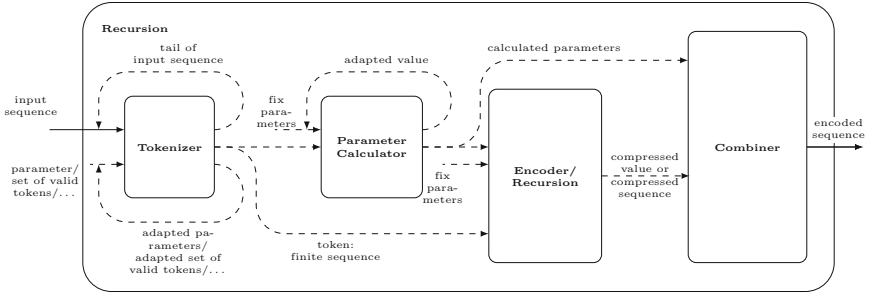 Recursion
tail of
input sequence
adapted value
calculated parameters
input
sequence
fix
para-
meters
encoded
sequence
Tokenizer
Parameter
Calculator
Encoder/
Recursion
Combiner
parameter/
set of valid
tokens/...
fix
para-
meters
compressed
value or
compressed
sequence
adapted pa-
rameters/
adapted set of
valid tokens/...
token:
finite sequence